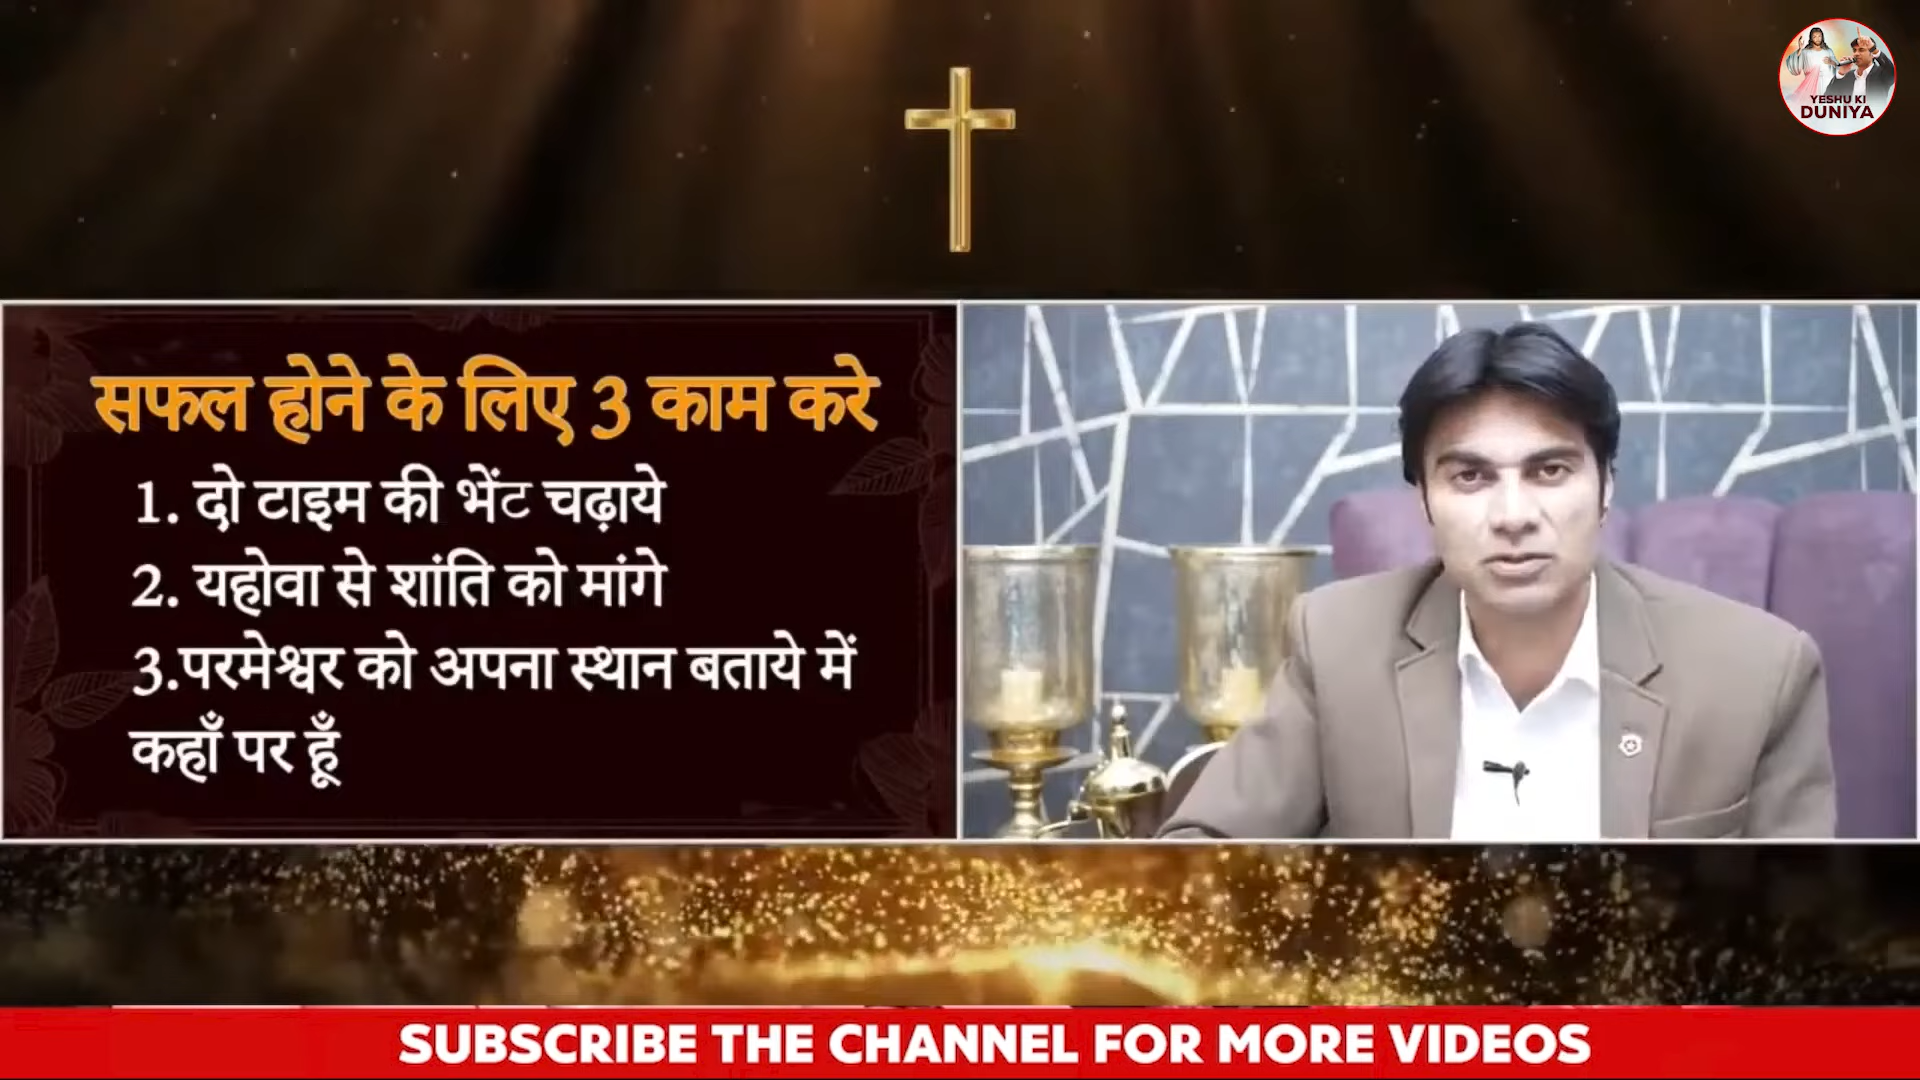 YESHU KI
DUNIYA
सफल होने के लिए 3 काम करे
1. दो टाइम की भेंट चढ़ाये
2. यहोवा से शांति को मांगे
3.परमेश्वर को अपना स्थान बताये में
कहाँ पर हूँ
SUBSCRIBE THE CHANNEL FOR MORE VIDEOS